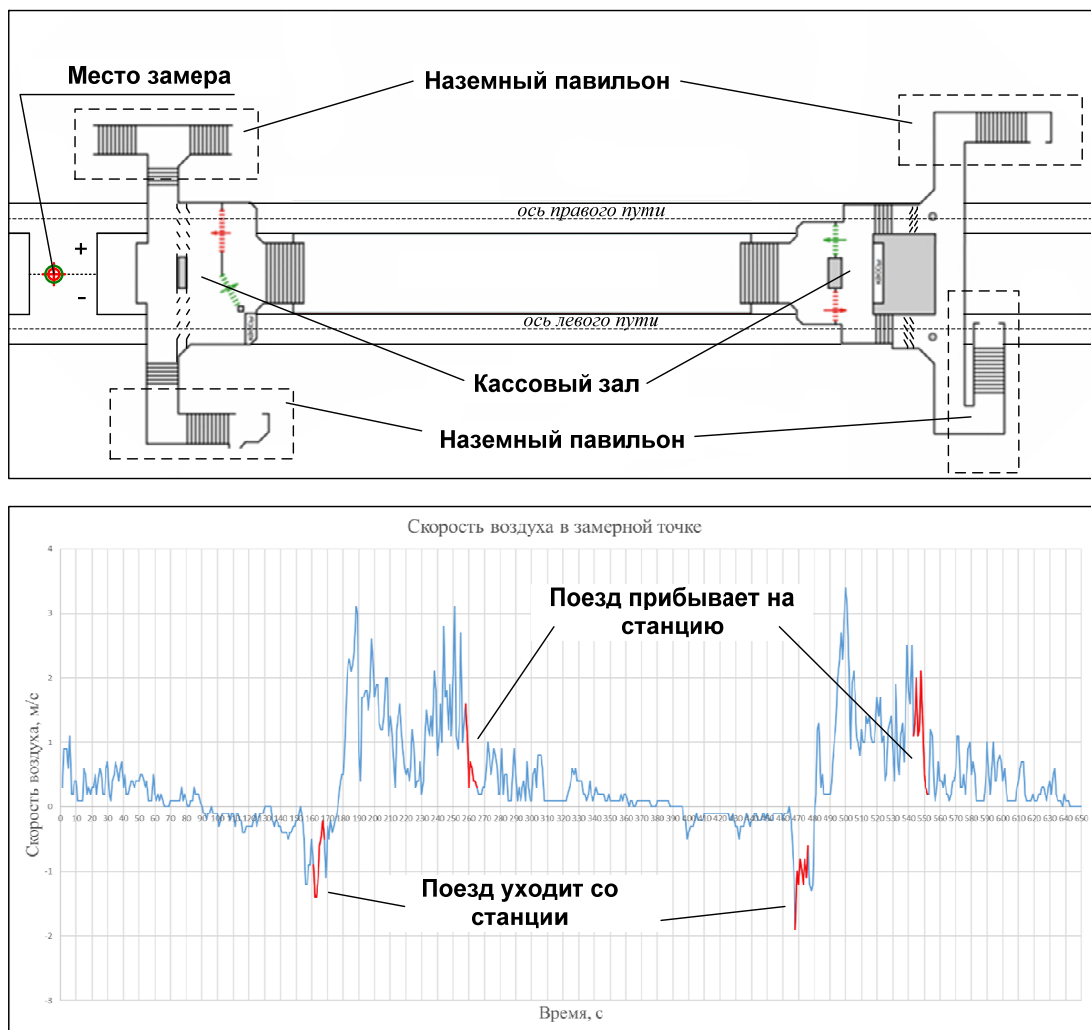 Место замера
Наземный павильон
+
-
ось правого пути
ось левого пути
Кассовый зал
Наземный павильон
Скорость воздуха в замерной точке
Скорость воздуха, м/с
4
3
2
1
0
-1
-2
-3
0 10 20 30 40 50 60 70 80 90 100 110 120 130 140 150 160 170 180 190 200 210 220 230 240 250 260 270 280 290 300 310 320 330 340 350 360 370 380 390 400 410 420 430 440 450 460 470 480 490 500 510 520 530 540 550 560 570 580 590 600 610 620 630 640 650
Поезд прибывает на
станцию
Поезд уходит со
станции
Время, с